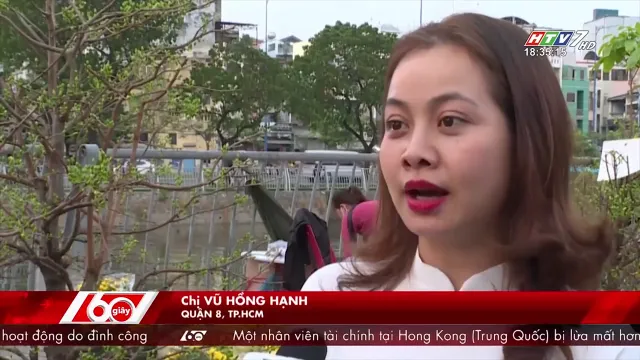 HTV7 HD
18:35:15
Chị VŨ HỒNG HẠNH
60 giây
QUẬN 8, TP.HCM
hoạt động do đình công
Một nhân viên tài chính tại Hong Kong (Trung Quốc) bị lừa mất hơn